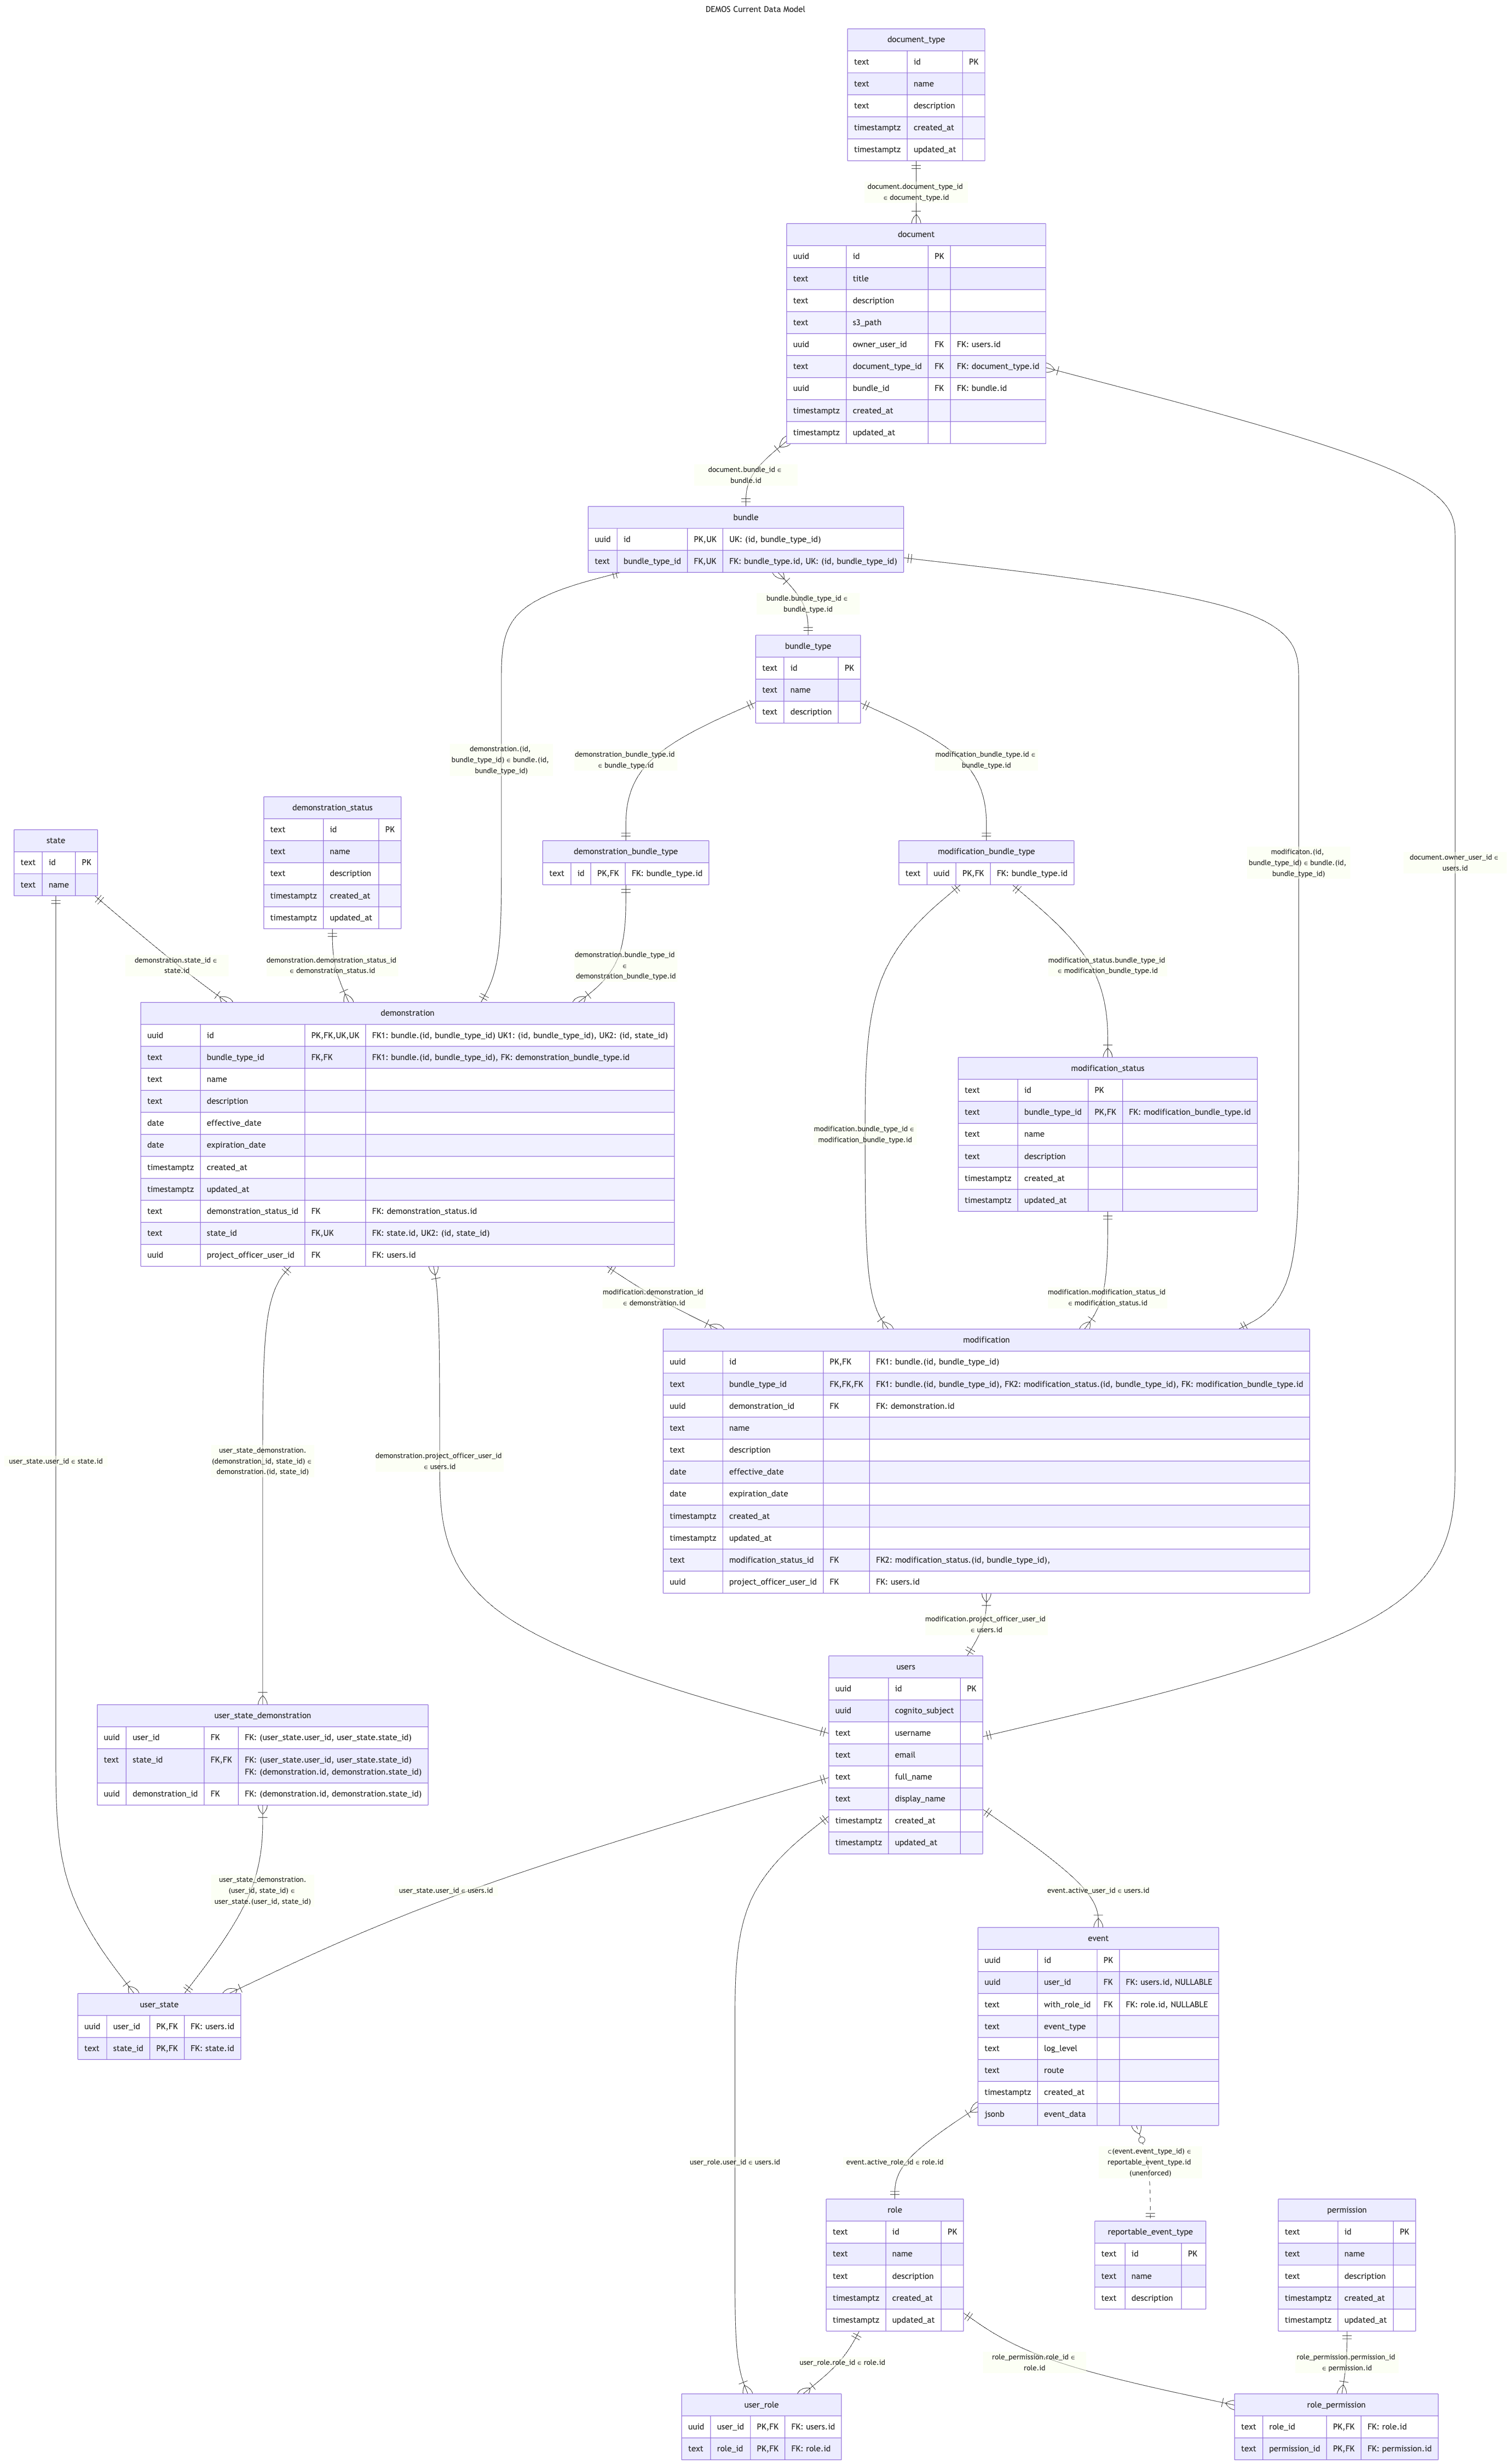 DEMOS Current Data Model
document_type
text id PK
text name
text description
timestamptz created_at
timestamptz updated_at
document.document_type_id
∈ document_type.id
document
uuid id PK
text title
text description
text s3_path
uuid owner_user_id FK FK: users.id
text document_type_id FK FK: document_type.id
uuid bundle_id FK FK: bundle.id
timestamptz created_at
timestamptz updated_at
document.bundle_id ∈
bundle.id
bundle
uuid id PK,UK UK: (id, bundle_type_id)
text bundle_type_id FK,UK FK: bundle_type.id, UK: (id, bundle_type_id)
bundle.bundle_type_id ∈
bundle_type.id
bundle_type
text id PK
text name
text description
demonstration.(id,
bundle_type_id) ∈ bundle.(id,
bundle_type_id)
demonstration_bundle_type.id
∈ bundle_type.id
modification_bundle_type.id ∈
bundle_type.id
demonstration_status
text id PK
text name
text description
timestamptz created_at
timestamptz updated_at
state
text id PK
text name
demonstration_bundle_type
text id PK,FK FK: bundle_type.id
modification_bundle_type
text uuid PK,FK FK: bundle_type.id
modificaton.(id,
bundle_type_id) ∈ bundle.(id,
bundle_type_id)
document.owner_user_id ∈
users.id
demonstration.state_id ∈
state.id
demonstration.demonstration_status_id
∈ demonstration_status.id
demonstration.bundle_type_id
∈
demonstration_bundle_type.id
modification_status.bundle_type_id
∈ modification_bundle_type.id
demonstration
uuid id PK,FK,UK,UK FK1: bundle.(id, bundle_type_id) UK1: (id, bundle_type_id), UK2: (id, state_id)
text bundle_type_id FK,FK FK1: bundle.(id, bundle_type_id), FK: demonstration_bundle_type.id
text name
text description
date effective_date
date expiration_date
timestamptz created_at
timestamptz updated_at
text demonstration_status_id FK FK: demonstration_status.id
text state_id FK,UK FK: state.id, UK2: (id, state_id)
uuid project_officer_user_id FK FK: users.id
modification_status
text id PK
text bundle_type_id PK,FK FK: modification_bundle_type.id
text name
text description
timestamptz created_at
timestamptz updated_at
modification.bundle_type_id ∈
modification_bundle_type.id
modification.demonstration_id
∈ demonstration.id
modification.modification_status_id
∈ modification_status.id
modification
uuid id PK,FK FK1: bundle.(id, bundle_type_id)
text bundle_type_id FK,FK,FK FK1: bundle.(id, bundle_type_id), FK2: modification_status.(id, bundle_type_id), FK: modification_bundle_type.id
uuid demonstration_id FK FK: demonstration.id
text name
text description
date effective_date
date expiration_date
timestamptz created_at
timestamptz updated_at
text modification_status_id FK FK2: modification_status.(id, bundle_type_id),
uuid project_officer_user_id FK FK: users.id
user_state.user_id ∈ state.id
user_state_demonstration.
(demonstration_id, state_id) ∈
demonstration.(id, state_id)
demonstration.project_officer_user_id
∈ users.id
modification.project_officer_user_id
∈ users.id
users
uuid id PK
uuid cognito_subject
text username
text email
text full_name
text display_name
timestamptz created_at
timestamptz updated_at
user_state_demonstration
uuid user_id FK FK: (user_state.user_id, user_state.state_id)
text state_id FK,FK FK: (user_state.user_id, user_state.state_id)
FK: (demonstration.id, demonstration.state_id)
uuid demonstration_id FK FK: (demonstration.id, demonstration.state_id)
user_state_demonstration.
(user_id, state_id) ∈
user_state.(user_id, state_id)
user_state.user_id ∈ users.id
event.active_user_id ∈ users.id
user_state
uuid user_id PK,FK FK: users.id
text state_id PK,FK FK: state.id
event
uuid id PK
uuid user_id FK FK: users.id, NULLABLE
text with_role_id FK FK: role.id, NULLABLE
text event_type
text log_level
text route
timestamptz created_at
jsonb event_data
user_role.user_id ∈ users.id
event.active_role_id ∈ role.id
⊂(event.event_type_id) ∈
reportable_event_type.id
(unenforced)
role
text id PK
text name
text description
timestamptz created_at
timestamptz updated_at
reportable_event_type
text id PK
text name
text description
permission
text id PK
text name
text description
timestamptz created_at
timestamptz updated_at
user_role.role_id ∈ role.id
role_permission.role_id ∈
role.id
role_permission.permission_id
∈ permission.id
user_role
uuid user_id PK,FK FK: users.id
text role_id PK,FK FK: role.id
role_permission
text role_id PK,FK FK: role.id
text permission_id PK,FK FK: permission.id